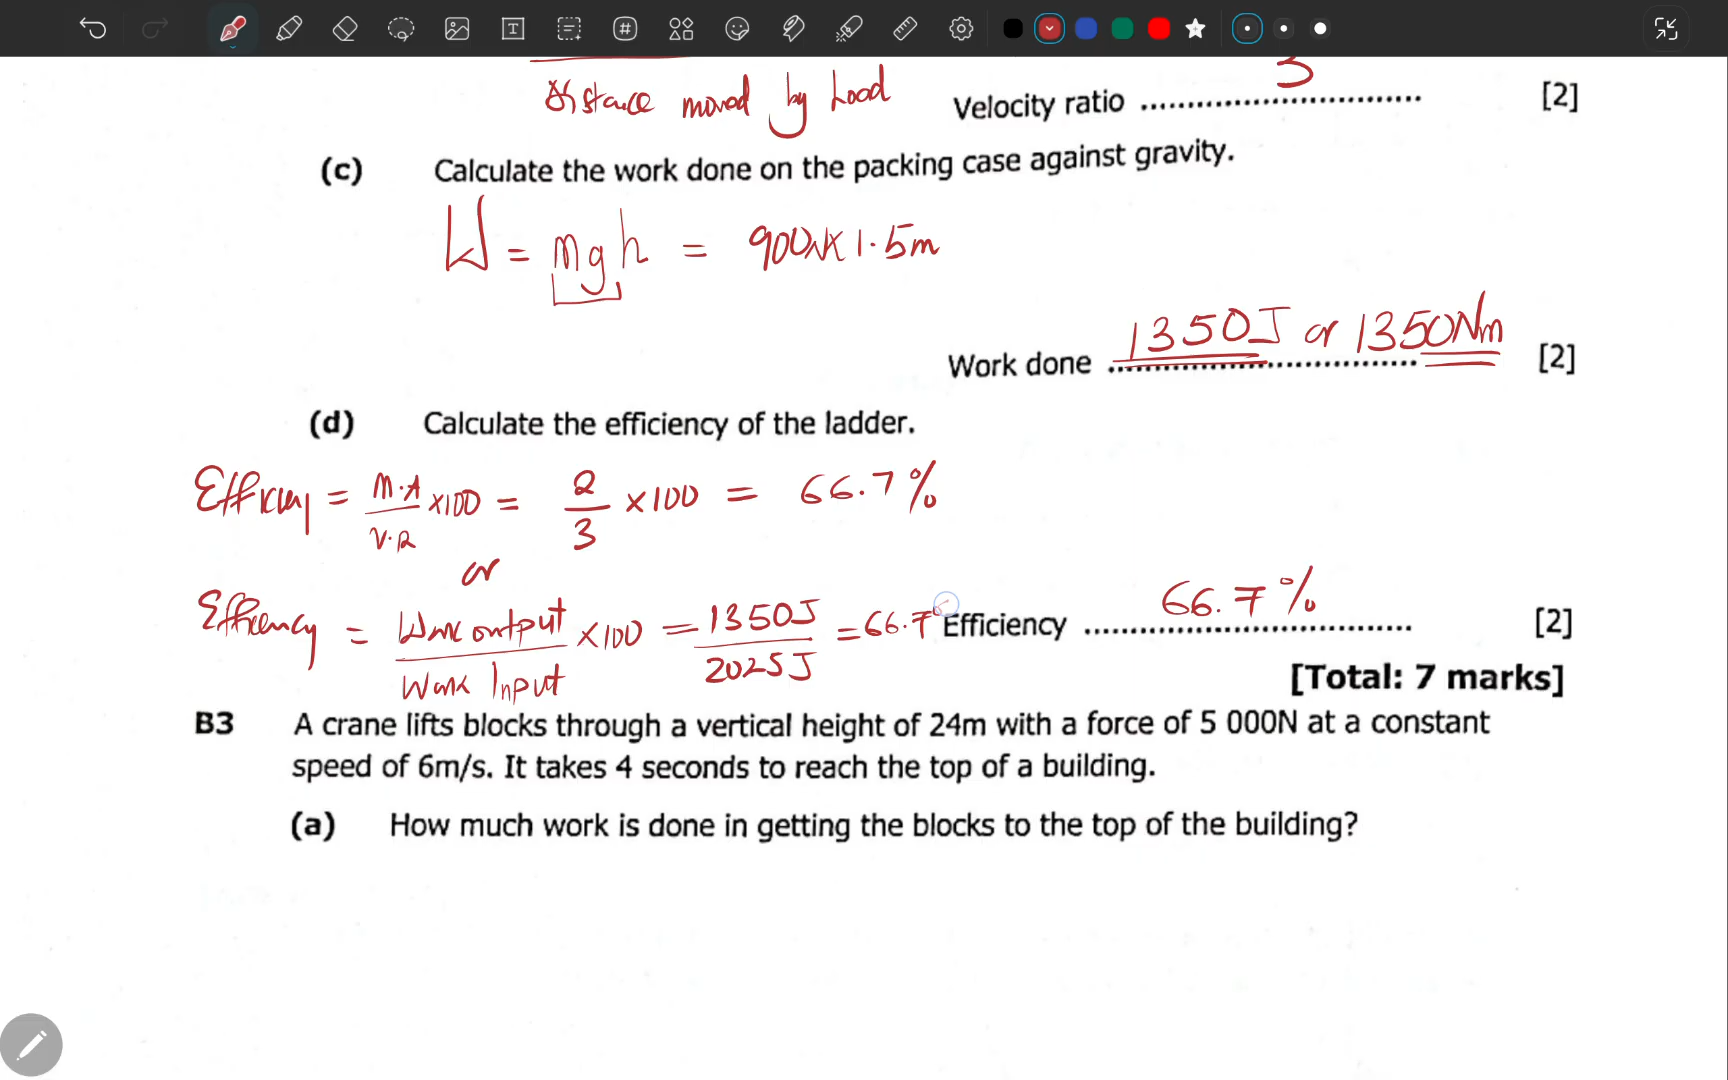 3
distance moved by Load
Velocity ratio ............................... [2]
(c) Calculate the work done on the packing case against gravity.
W = mgh = 900N X 1.5m
1350J or 1350Nm
Work done .................................. [2]
(d) Calculate the efficiency of the ladder.
Efficiency = M.A / V.R x100 = 2 / 3 x100 = 66.7%
or
Efficiency = Work output / Work Input x100 = 1350J / 2025J = 66.7
66.7%
Efficiency .................................... [2]
[Total: 7 marks]
B3 A crane lifts blocks through a vertical height of 24m with a force of 5 000N at a constant
speed of 6m/s. It takes 4 seconds to reach the top of a building.
(a) How much work is done in getting the blocks to the top of the building?